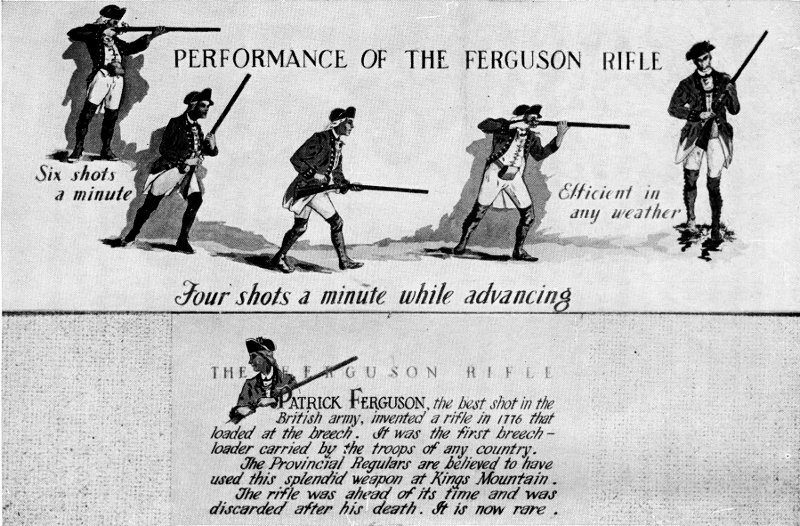 PERFORMANCE OF THE FERGUSON RIFLE
Six shots
a minute
Efficient in
any weather
Four shots a minute while advancing
THE FERGUSON RIFLE
PATRICK FERGUSON, the best shot in the
British army, invented a rifle in 1776 that
loaded at the breech. It was the first breech-
loader carried by the troops of any country.
The Provincial Regulars are believed to have
used this splendid weapon at Kings Mountain.
The rifle was ahead of its time and was
discarded after his death. It is now rare.